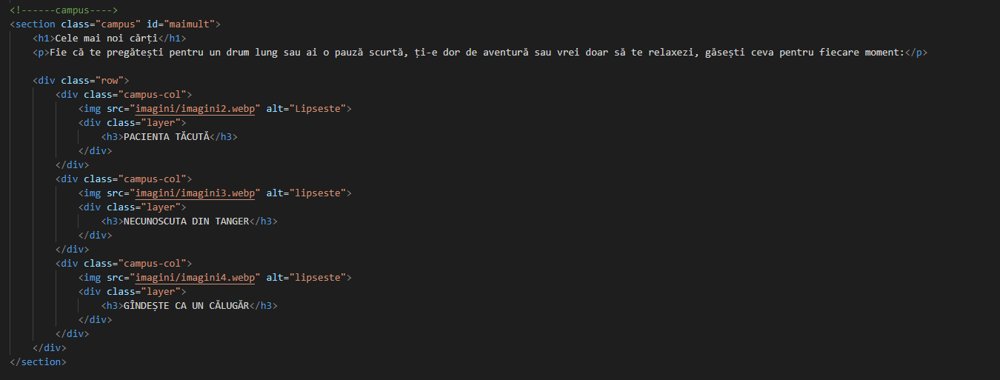 <!------campus---->
<section class="campus" id="maimult">
    <h1>Cele mai noi cărți</h1>
    <p>Fie că te pregătești pentru un drum lung sau ai o pauză scurtă, ți-e dor de aventură sau vrei doar să te relaxezi, găsești ceva pentru fiecare moment:</p>

    <div class="row">
        <div class="campus-col">
            <img src="imagini/imagini2.webp" alt="Lipseste">
            <div class="layer">
                <h3>PACIENTA TĂCUTĂ</h3>
            </div>
        </div>
        <div class="campus-col">
            <img src="imagini/imagini3.webp" alt="lipseste">
            <div class="layer">
                <h3>NECUNOSCUTA DIN TANGER</h3>
            </div>
        </div>
        <div class="campus-col">
            <img src="imagini/imagini4.webp" alt="lipseste">
            <div class="layer">
                <h3>GÎNDEȘTE CA UN CĂLUGĂR</h3>
            </div>
        </div>
    </div>
</section>